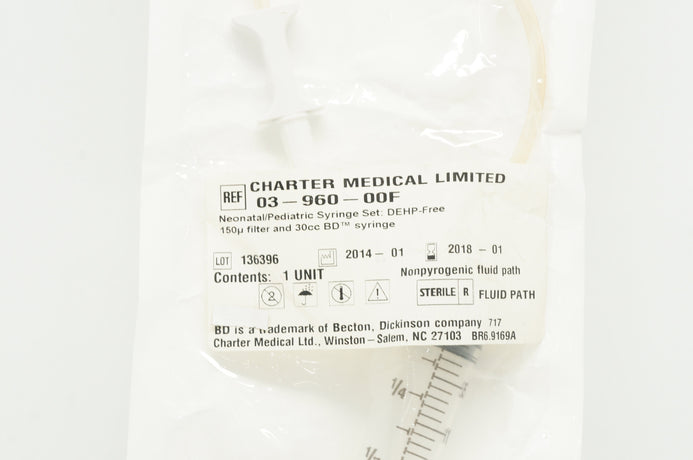 REF CHARTER MEDICAL LIMITED
03-960-00F
Neonatal/Pediatric Syringe Set: DEHP-Free
150µ filter and 30cc BD™ syringe
LOT 136396 2014-01 2018-01
Contents: 1 UNIT Nonpyrogenic fluid path
2 ! STERILE R FLUID PATH
BD is a trademark of Becton, Dickinson company 717
Charter Medical Ltd., Winston-Salem, NC 27103 BR6.9169A
1/4